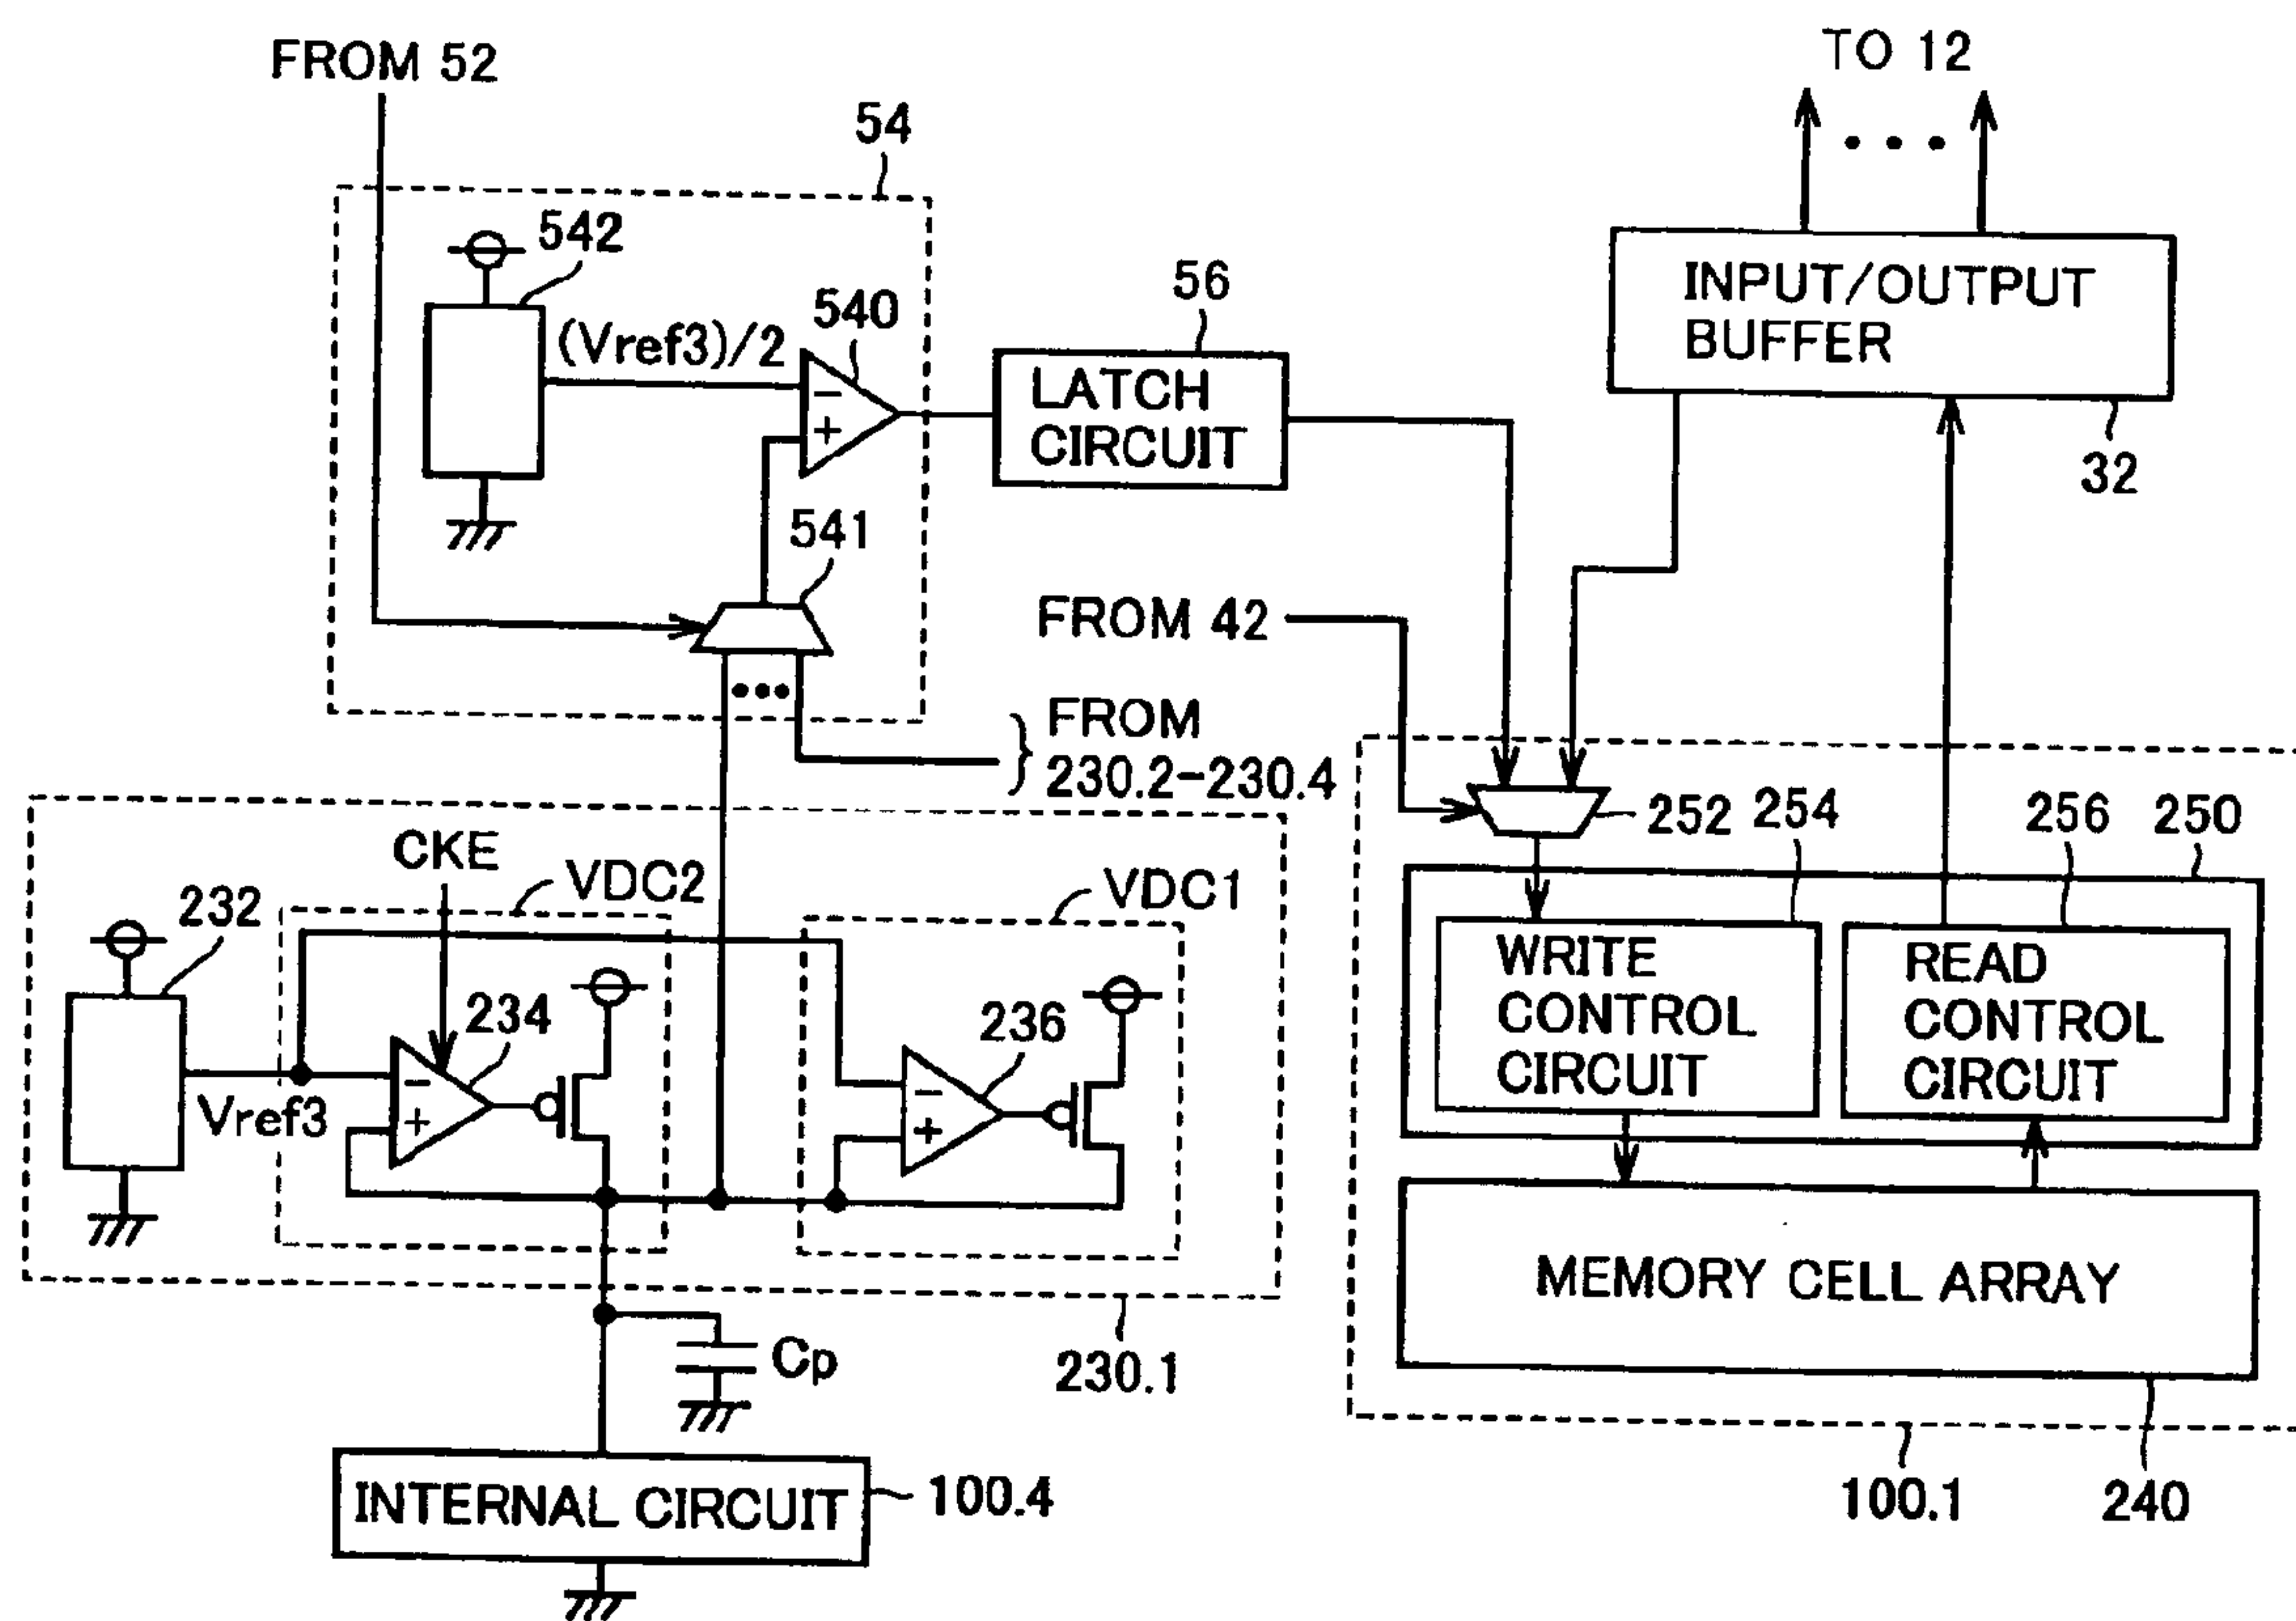 FROM 52
TO 12
54
542
540
(Vref3)/2
56
LATCH
CIRCUIT
INPUT/OUTPUT
BUFFER
32
541
FROM 42
FROM
230.2-230.4
252
254
256
250
CKE
VDC2
VDC1
232
234
236
Vref3
WRITE
CONTROL
CIRCUIT
READ
CONTROL
CIRCUIT
MEMORY CELL ARRAY
Cp
230.1
INTERNAL CIRCUIT
100.4
100.1
240
−
+
−
+
−
+